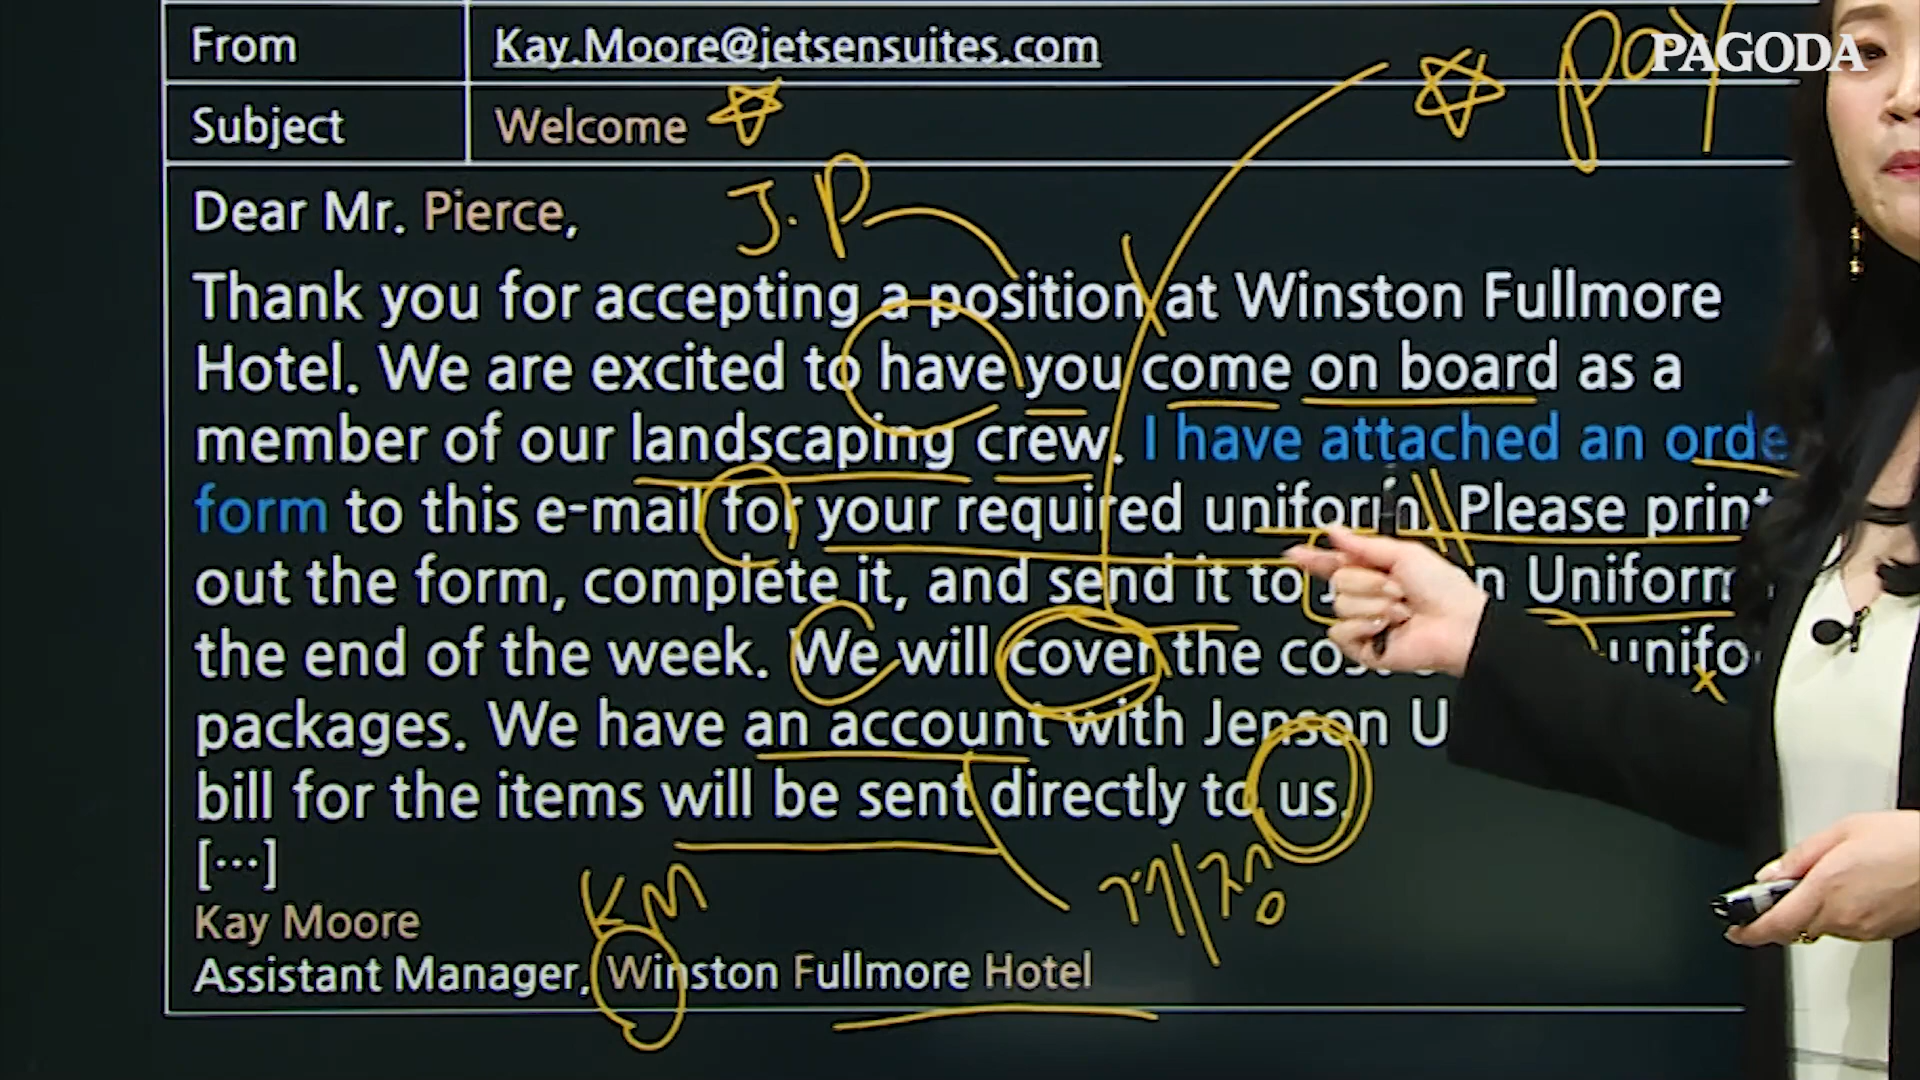 PAGODA
pay
From Kay.Moore@jetsensuites.com
Subject Welcome
Dear Mr. Pierce,
J.P
Thank you for accepting a position at Winston Fullmore
Hotel. We are excited to have you come on board as a
member of our landscaping crew. I have attached an orde
form to this e-mail for your required uniform. Please print
out the form, complete it, and send it to Uniform
the end of the week. We will cover the
packages. We have an account with Jenson U
bill for the items will be sent directly to us.
[…]
KM
계정
Kay Moore
Assistant Manager, Winston Fullmore Hotel